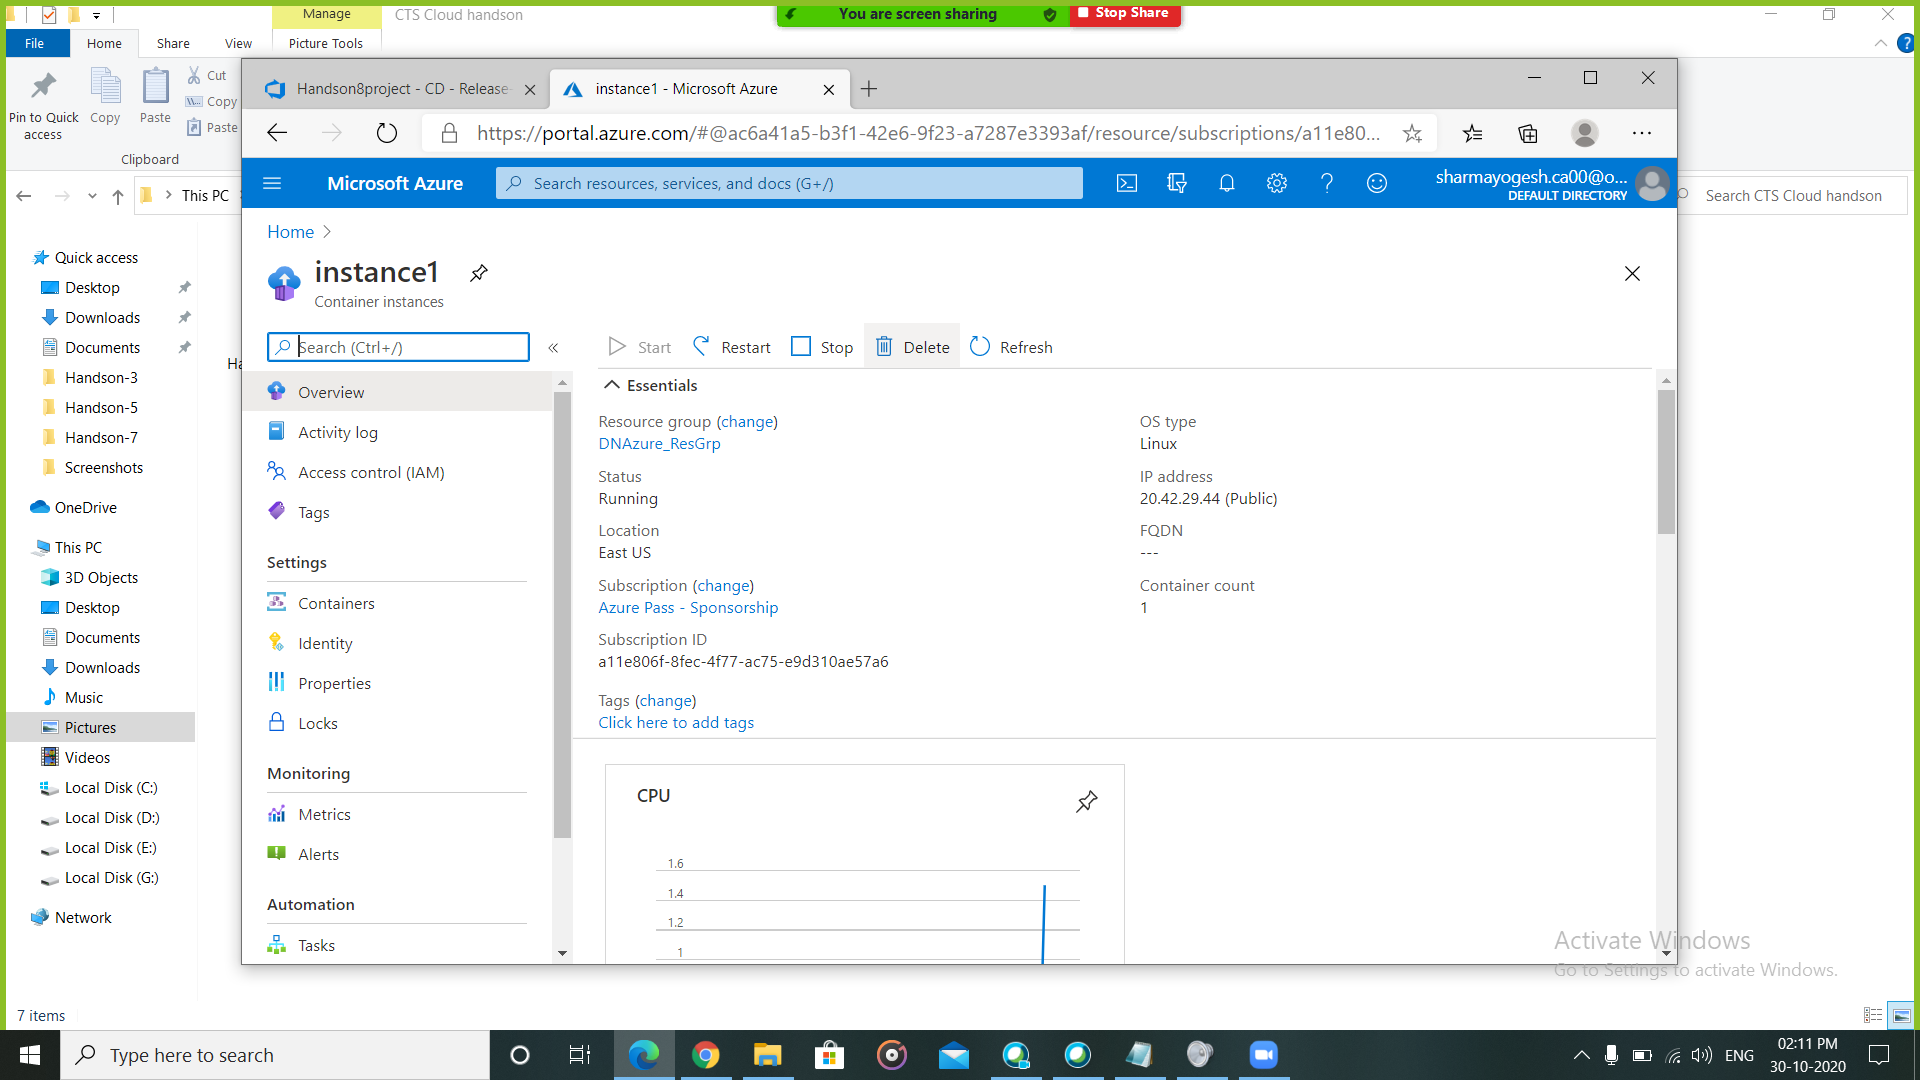 Manage
CTS Cloud handson
You are screen sharing
Stop Share
File
Home
Share
View
Picture Tools
Pin to Quick access
Copy
Paste
Cut
Copy
Paste
Clipboard
This PC
Search CTS Cloud handson
Quick access
Desktop
Downloads
Documents
Handson-3
Handson-5
Handson-7
Screenshots
OneDrive
This PC
3D Objects
Desktop
Documents
Downloads
Music
Pictures
Videos
Local Disk (C:)
Local Disk (D:)
Local Disk (E:)
Local Disk (G:)
Network
7 items
Ha
Handson8project - CD - Release-
instance1 - Microsoft Azure
https://portal.azure.com/#@ac6a41a5-b3f1-42e6-9f23-a7287e3393af/resource/subscriptions/a11e80...
Microsoft Azure
Search resources, services, and docs (G+/)
sharmayogesh.ca00@o...
DEFAULT DIRECTORY
Home
instance1
Container instances
Search (Ctrl+/)
«
Start
Restart
Stop
Delete
Refresh
Overview
Activity log
Access control (IAM)
Tags
Settings
Containers
Identity
Properties
Locks
Monitoring
Metrics
Alerts
Automation
Tasks
Essentials
Resource group (change)
DNAzure_ResGrp
Status
Running
Location
East US
Subscription (change)
Azure Pass - Sponsorship
Subscription ID
a11e806f-8fec-4f77-ac75-e9d310ae57a6
Tags (change)
Click here to add tags
OS type
Linux
IP address
20.42.29.44 (Public)
FQDN
---
Container count
1
CPU
1.6
1.4
1.2
1
Activate Windows
Go to Settings to activate Windows.
Type here to search
ENG
02:11 PM
30-10-2020